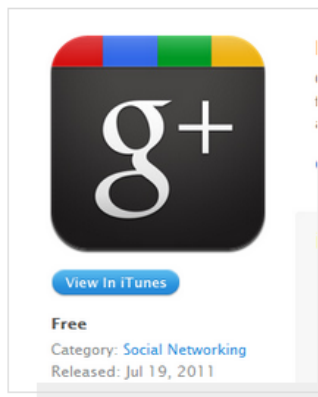 g+
View In iTunes
Free
Category: Social Networking
Released: Jul 19, 2011